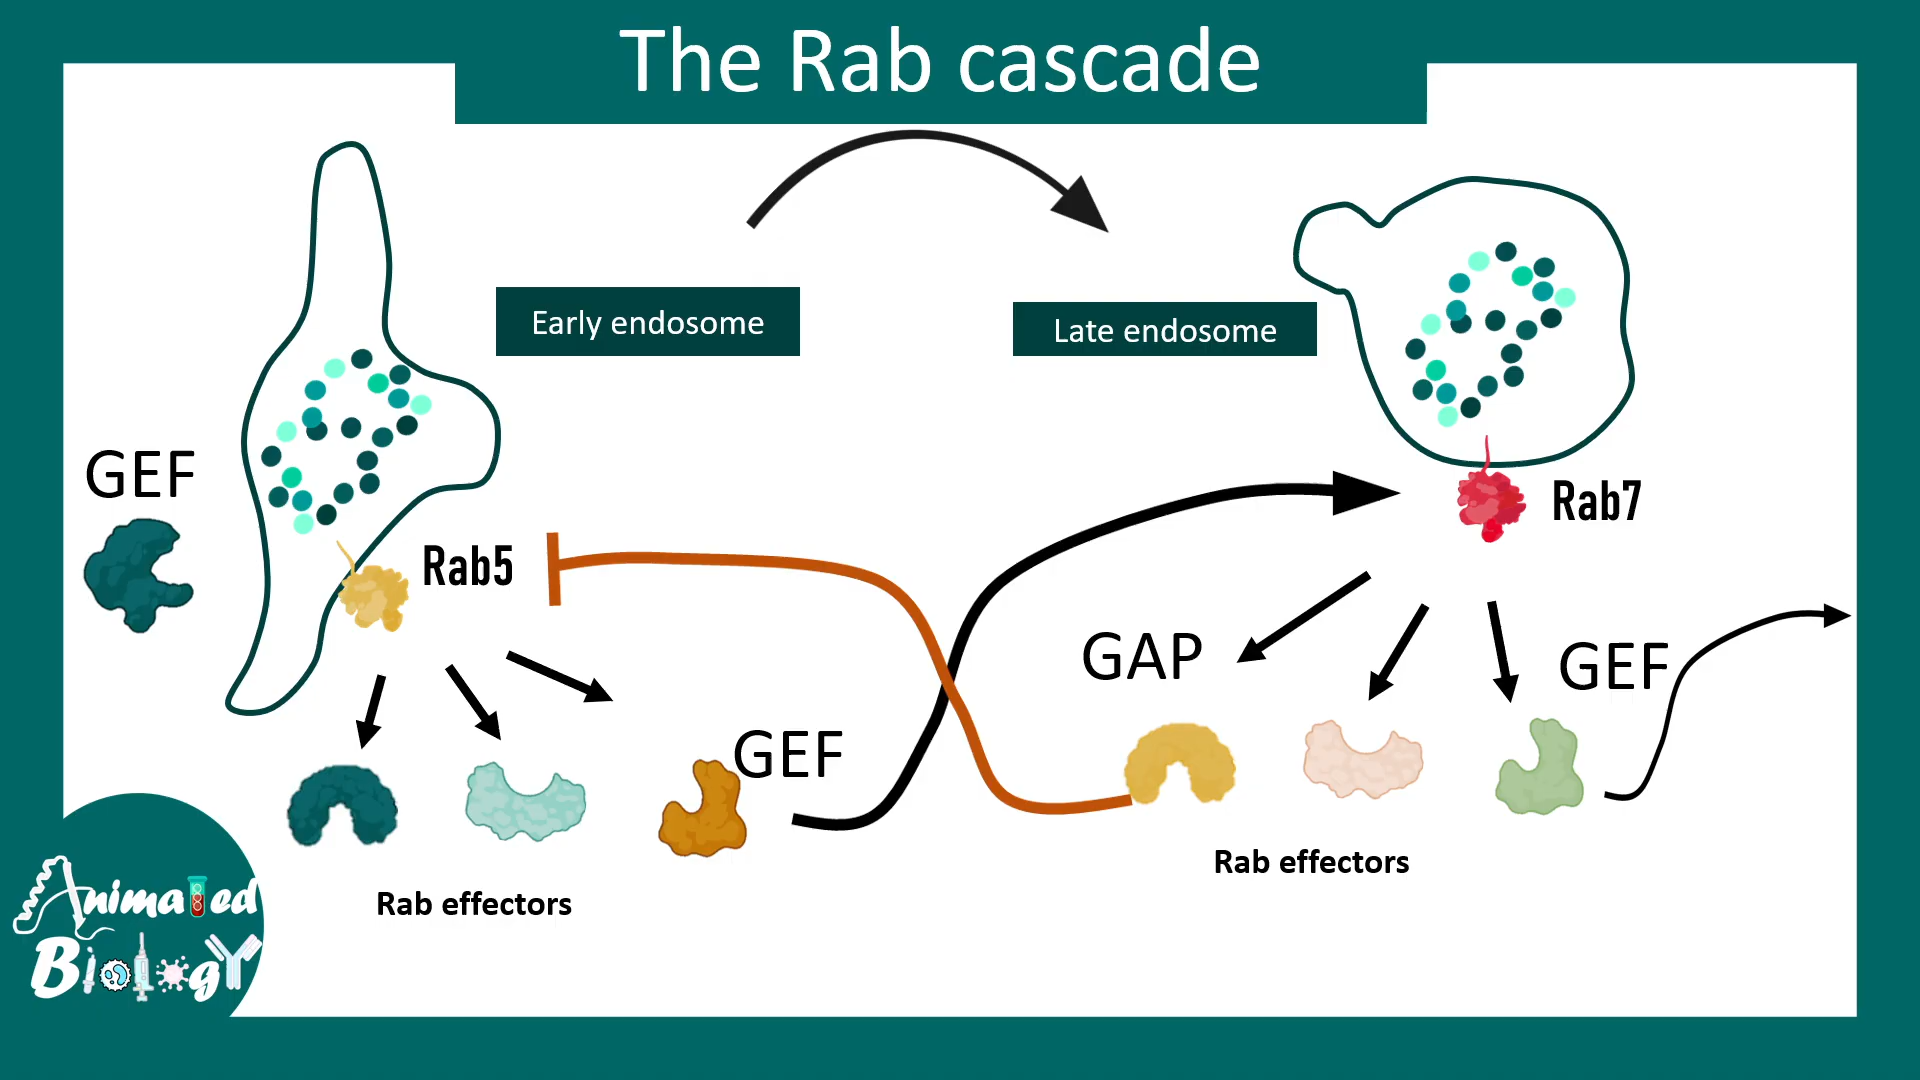 The Rab cascade
Early endosome
Late endosome
GEF
Rab5
Rab7
GAP
GEF
GEF
Rab effectors
Rab effectors
Animated
Biology